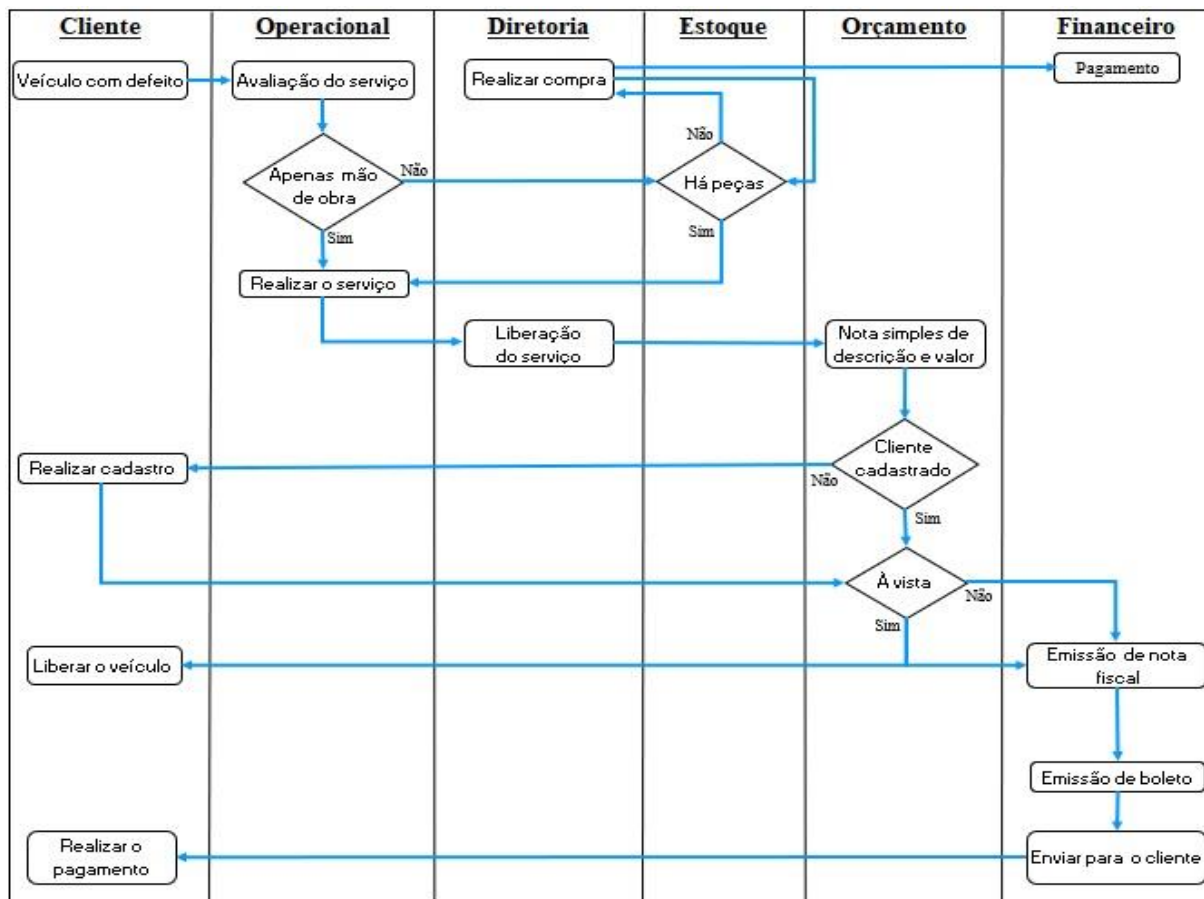 Cliente
Operacional
Diretoria
Estoque
Orçamento
Financeiro
Veículo com defeito
Avaliação do serviço
Realizar compra
Pagamento
Não
Apenas mão
de obra
Não
Há peças
Sim
Sim
Realizar o serviço
Liberação
do serviço
Nota simples de
descrição e valor
Cliente
cadastrado
Realizar cadastro
Não
Sim
À vista
Não
Sim
Liberar o veículo
Emissão de nota
fiscal
Emissão de boleto
Realizar o
pagamento
Enviar para o cliente